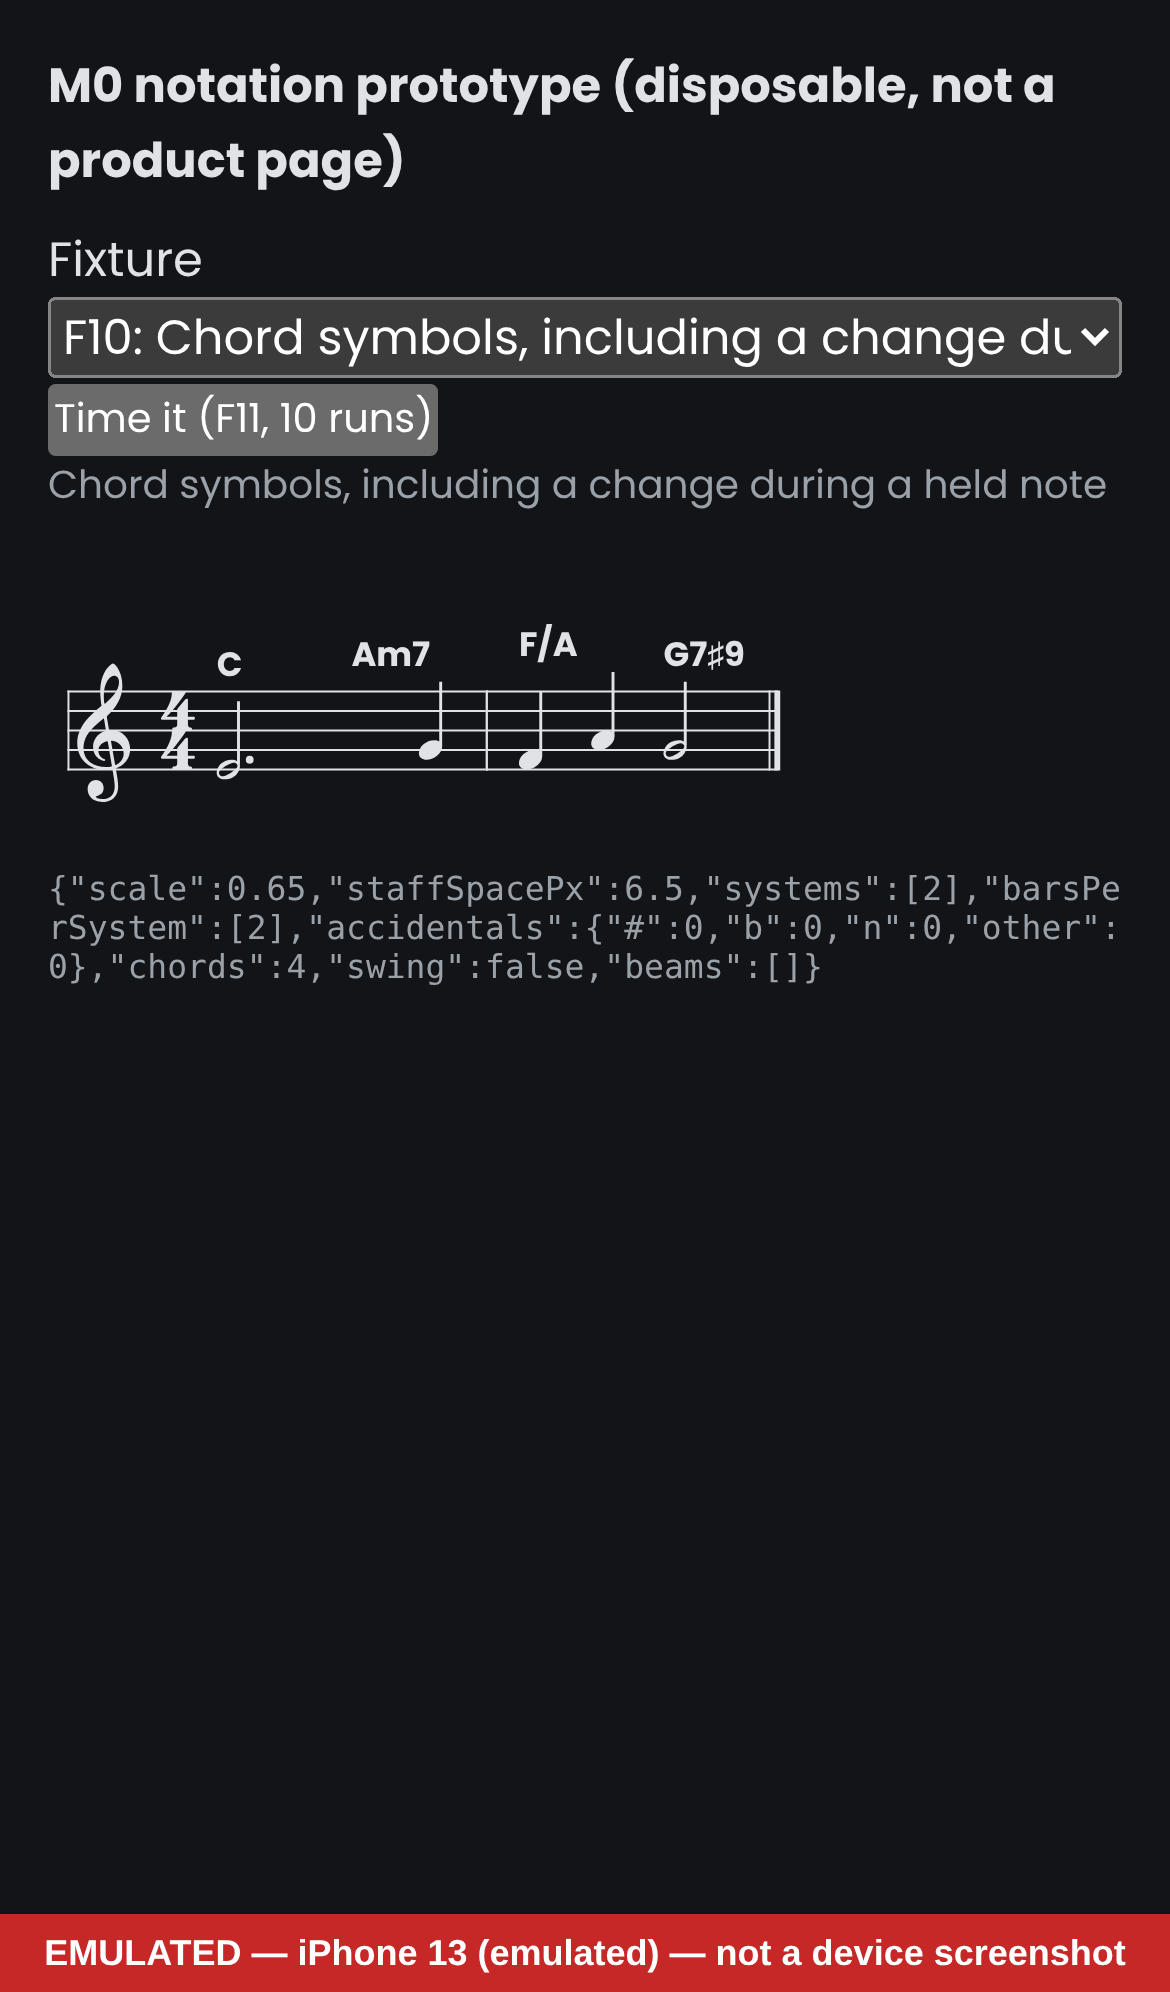 M0 notation prototype (disposable, not a
product page)
Fixture
F10: Chord symbols, including a change du
Time it (F11, 10 runs)
Chord symbols, including a change during a held note
C Am7 F/A G7♯9
4
4
{"scale":0.65,"staffSpacePx":6.5,"systems":[2],"barsPe
rSystem":[2],"accidentals":{"#":0,"b":0,"n":0,"other":
0},"chords":4,"swing":false,"beams":[]}
EMULATED — iPhone 13 (emulated) — not a device screenshot